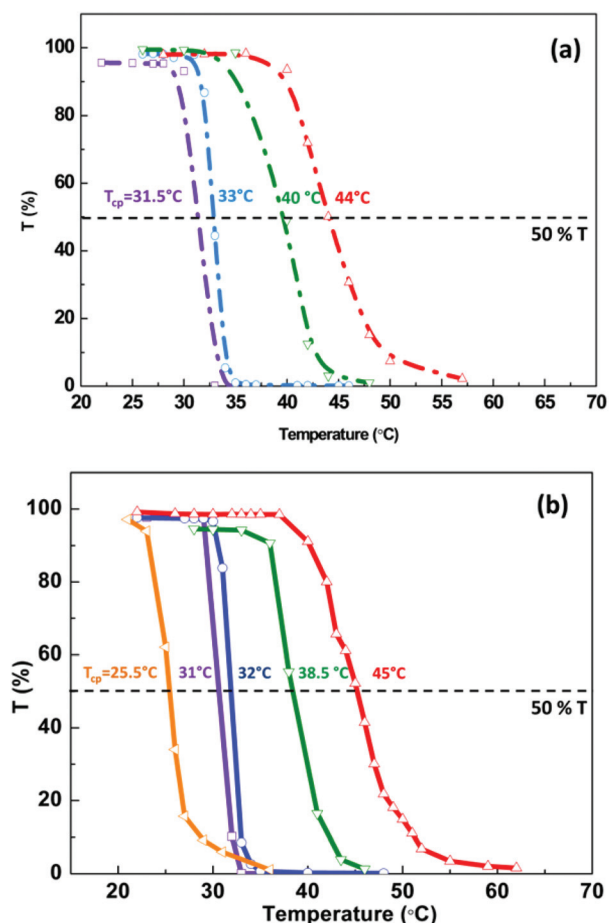 (a)
100
80
60
40
20
0
T (%)
Tcp=31.5°C 33°C 40 °C 44°C
50 % T
20 25 30 35 40 45 50 55 60 65 70
Temperature (°C)
(b)
100
80
60
40
20
0
T (%)
Tcp=25.5°C 31°C 32°C 38.5 °C 45°C
50 % T
20 30 40 50 60 70
Temperature (°C)